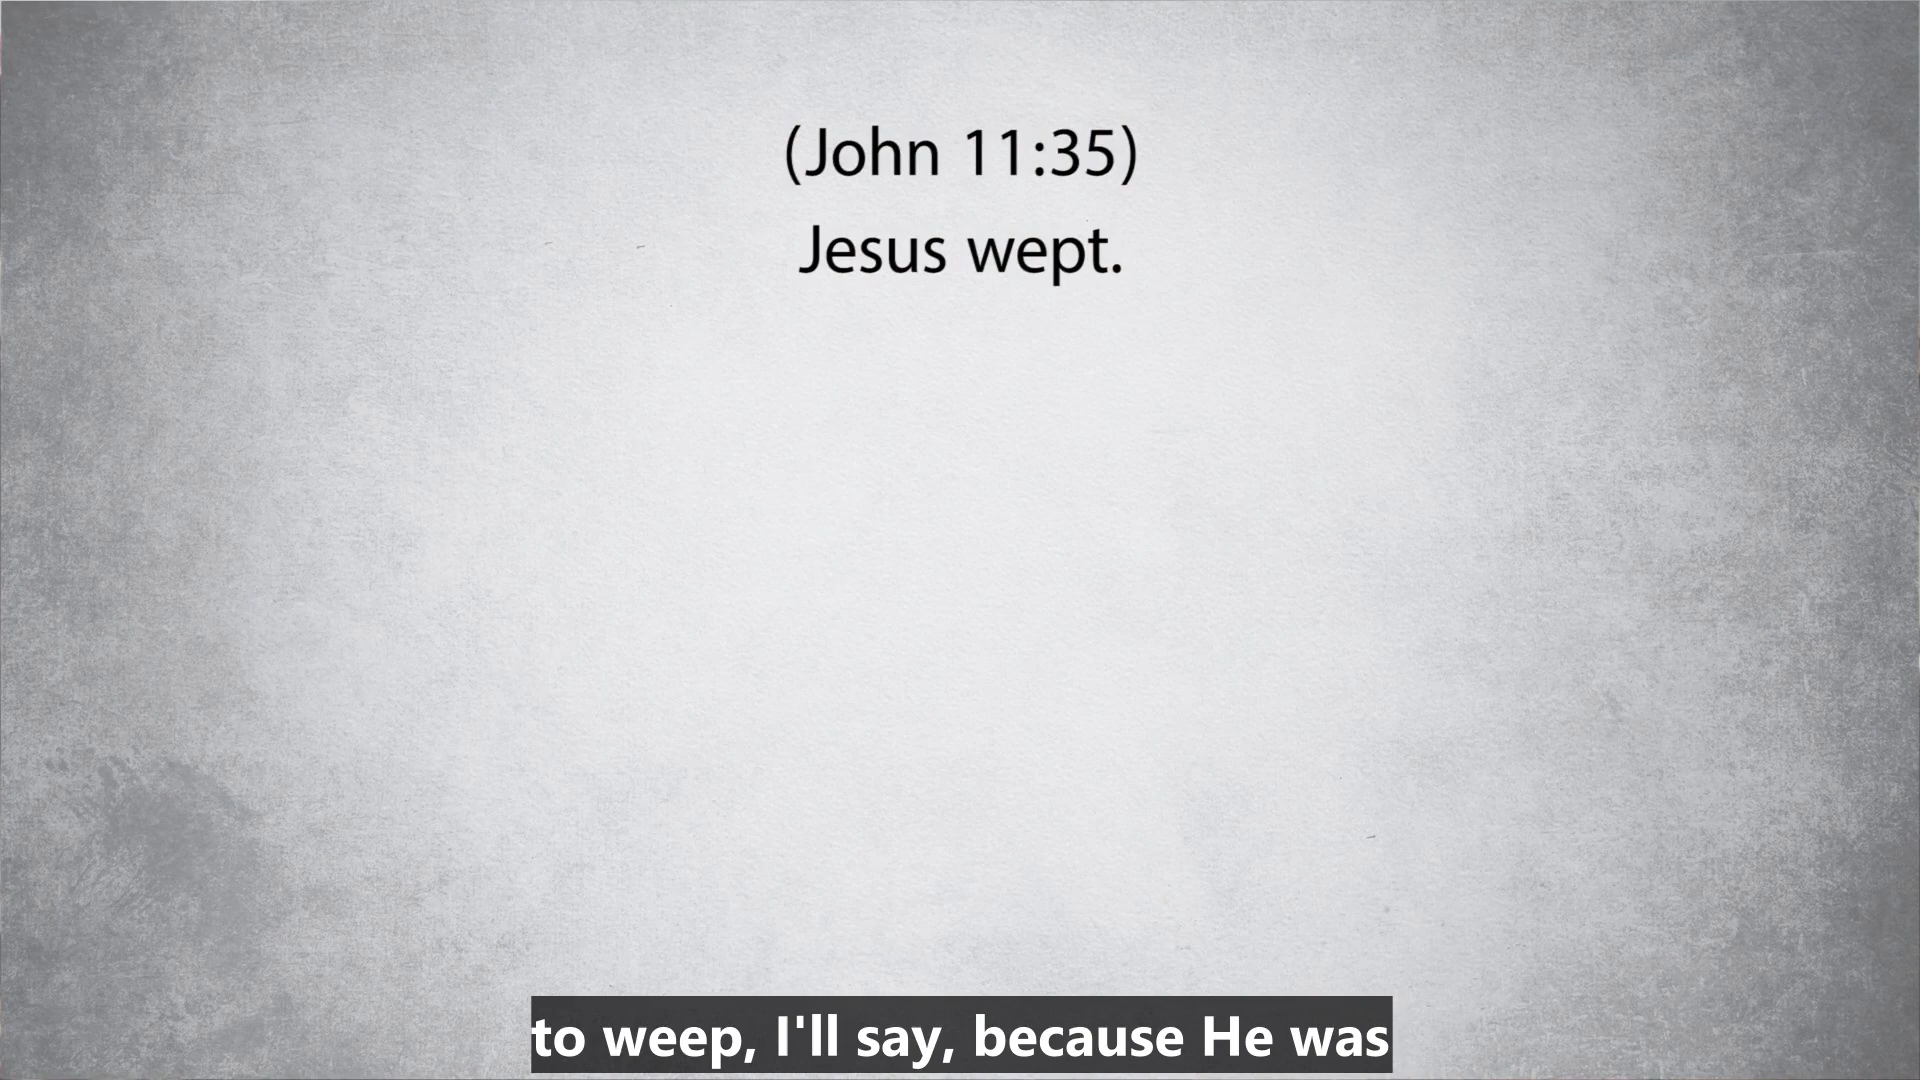 (John 11:35)
Jesus wept.
to weep, I'll say, because He was